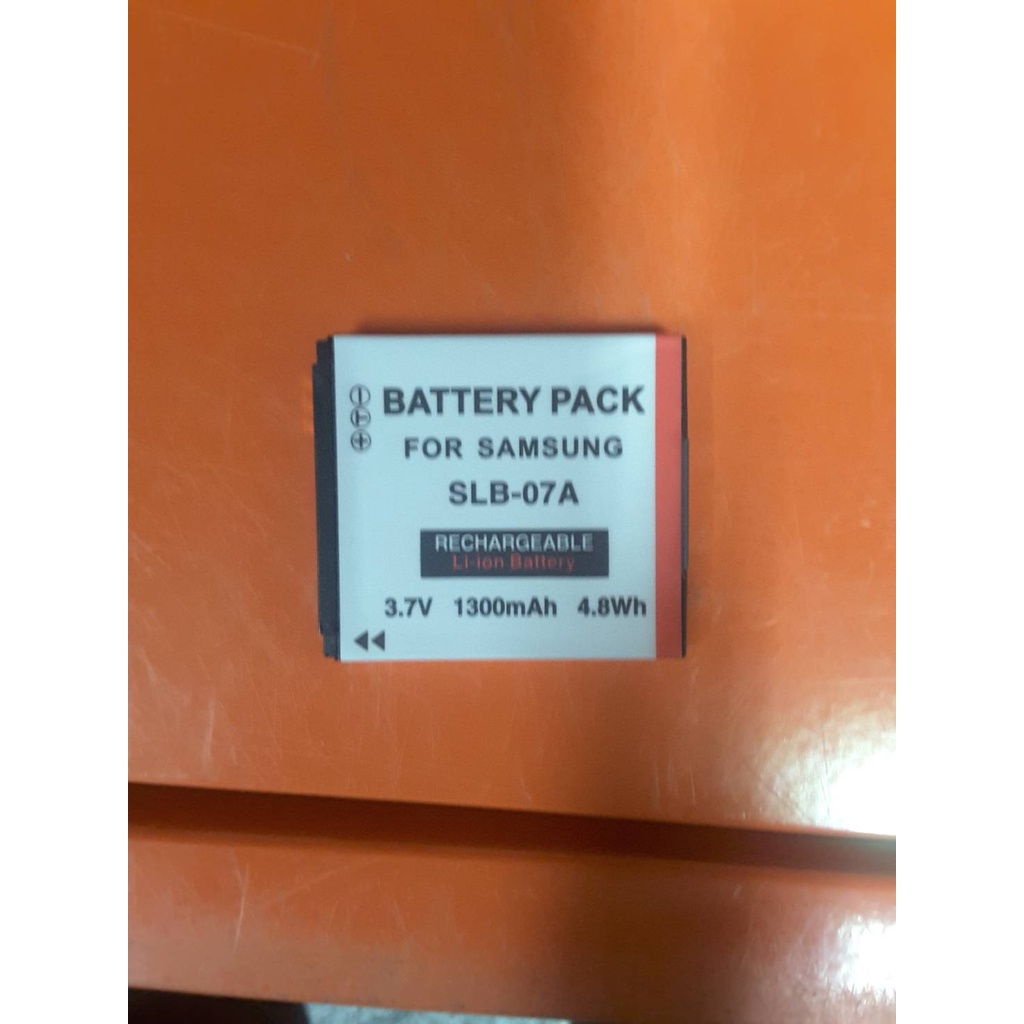 BATTERY PACK
FOR SAMSUNG
SLB-07A
RECHARGEABLE
Li-ion Battery
3.7V 1300mAh 4.8Wh